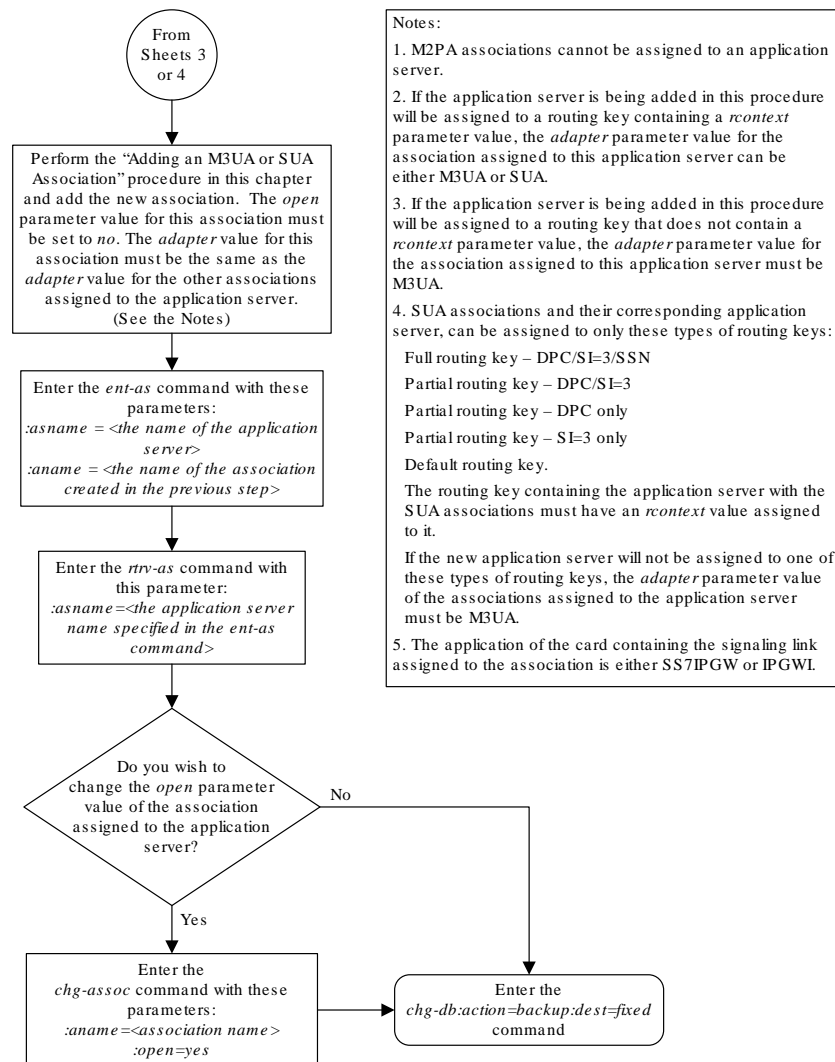 From
Sheets 3
or 4
Perform the “Adding an M3UA or SUA
Association” procedure in this chapter
and add the new association. The open
parameter value for this association must
be set to no. The adapter value for this
association must be the same as the
adapter value for the other associations
assigned to the application server.
(See the Notes)
Enter the ent-as command with these
parameters:
:asname = <the name of the application
server>
:aname = <the name of the association
created in the previous step>
Enter the rtrv-as command with
this parameter:
:asname=<the application server
name specified in the ent-as
command>
Do you wish to
change the open parameter
value of the association
assigned to the application
server?
No
Yes
Enter the
chg-assoc command with these
parameters:
:aname=<association name>
:open=yes
Enter the
chg-db:action=backup:dest=fixed
command
Notes:
1. M2PA associations cannot be assigned to an application
server.
2. If the application server is being added in this procedure
will be assigned to a routing key containing a rcontext
parameter value, the adapter parameter value for the
association assigned to this application server can be
either M3UA or SUA.
3. If the application server is being added in this procedure
will be assigned to a routing key that does not contain a
rcontext parameter value, the adapter parameter value for
the association assigned to this application server must be
M3UA.
4. SUA associations and their corresponding application
server, can be assigned to only these types of routing keys:
Full routing key – DPC/SI=3/SSN
Partial routing key – DPC/SI=3
Partial routing key – DPC only
Partial routing key – SI=3 only
Default routing key.
The routing key containing the application server with the
SUA associations must have an rcontext value assigned
to it.
If the new application server will not be assigned to one of
these types of routing keys, the adapter parameter value
of the associations assigned to the application server
must be M3UA.
5. The application of the card containing the signaling link
assigned to the association is either SS7IPGW or IPGWI.